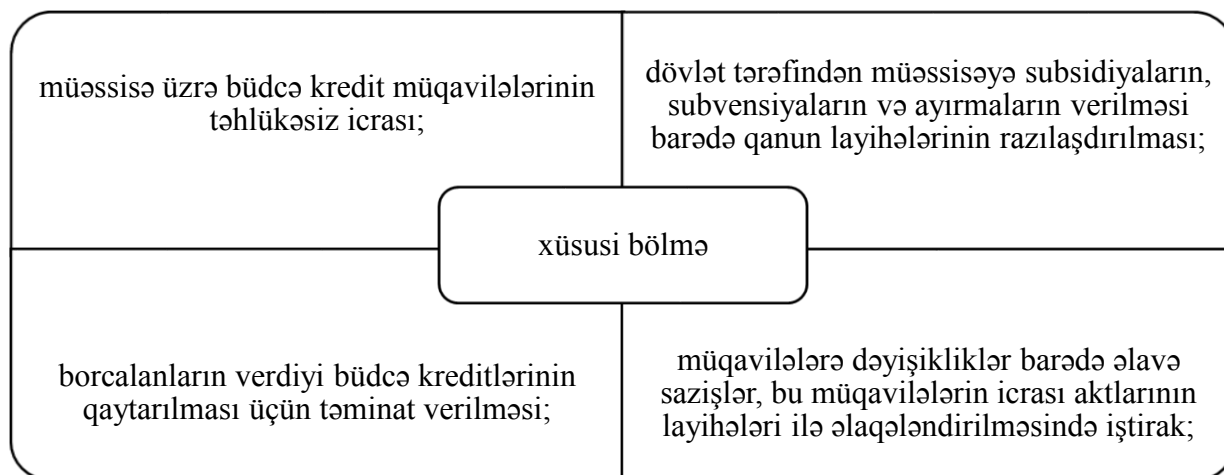 müəssisə üzrə büdcə kredit müqavilələrinin
təhlükəsiz icrası;
dövlət tərəfindən müəssisəyə subsidiyaların,
subvensiyaların və ayırmaların verilməsi
barədə qanun layihələrinin razılaşdırılması;
xüsusi bölmə
borcalanların verdiyi büdcə kreditlərinin
qaytarılması üçün təminat verilməsi;
müqavilələrə dəyişikliklər barədə əlavə
sazişlər, bu müqavilələrin icrası aktlarının
layihələri ilə əlaqələndirilməsində iştirak;